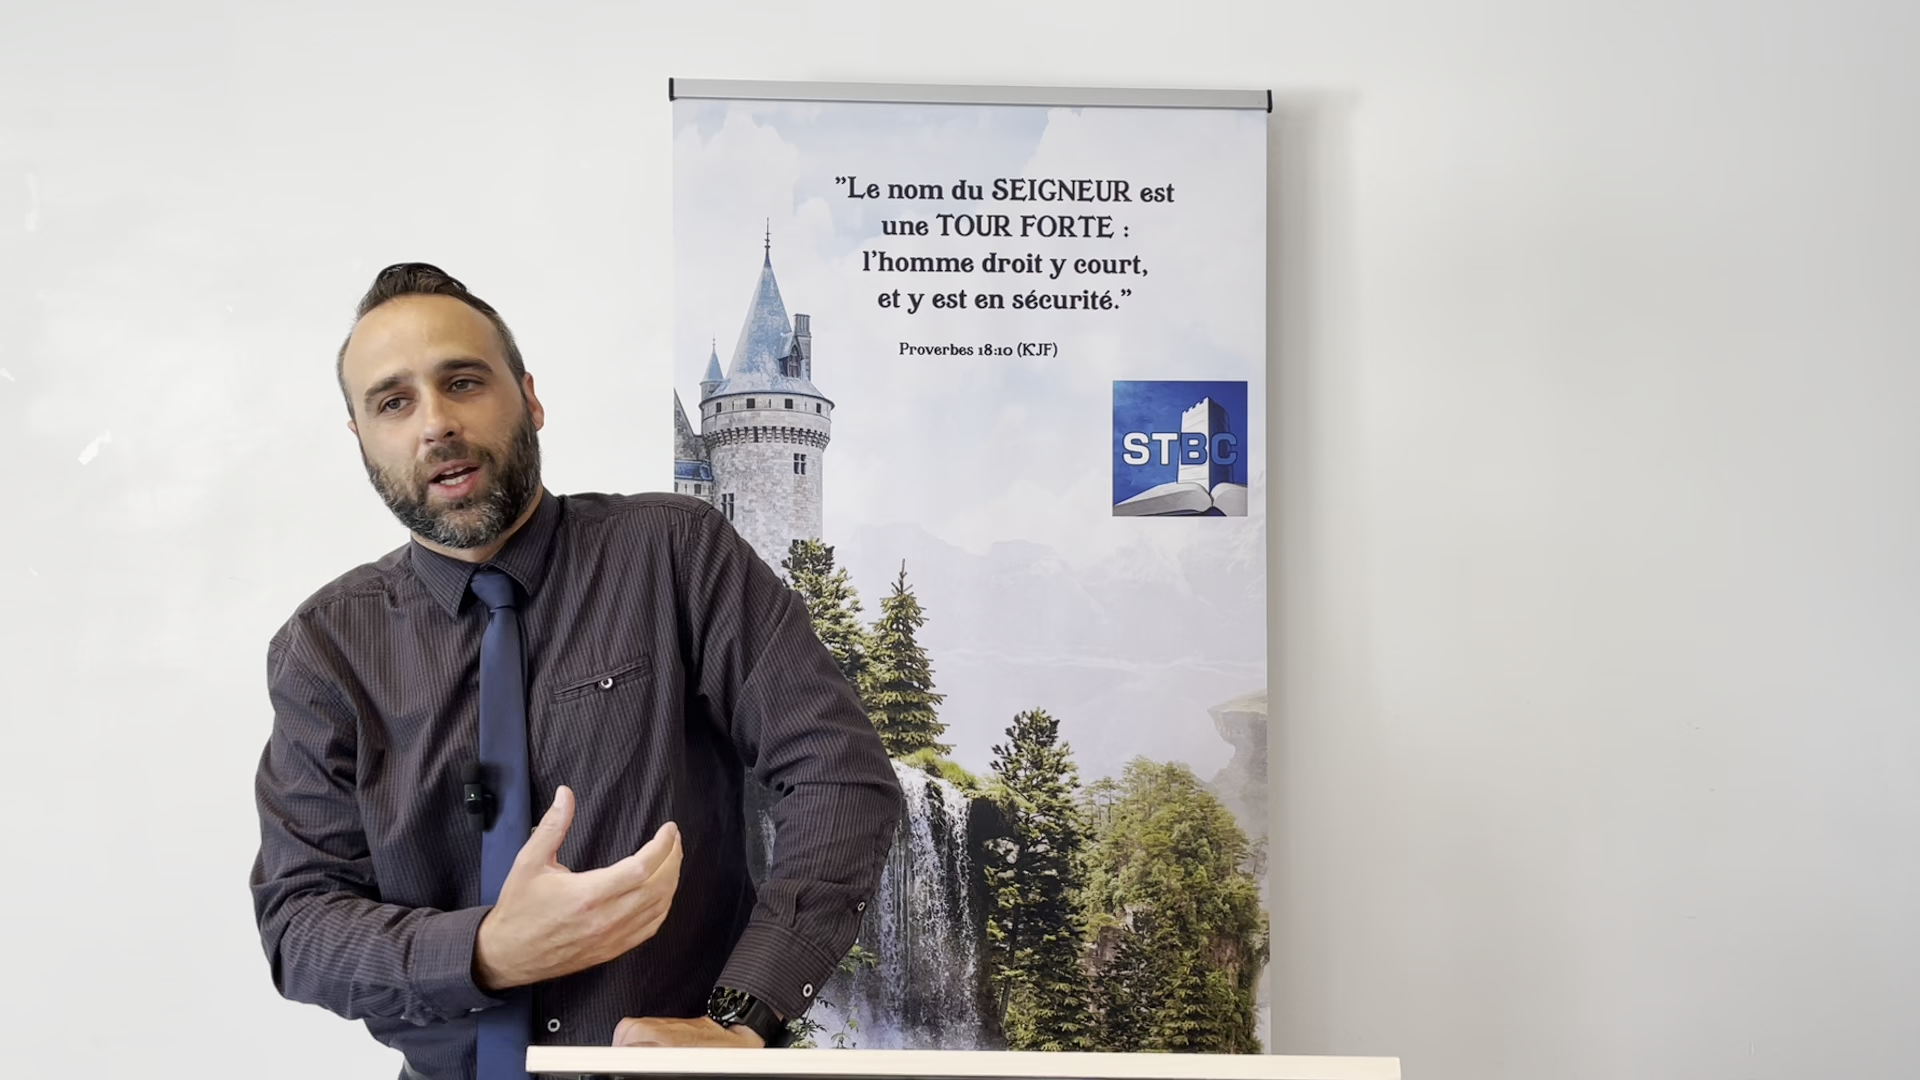 ”Le nom du SEIGNEUR est
une TOUR FORTE :
l’homme droit y court,
et y est en sécurité.”
Proverbes 18:10 (KJF)
STBC